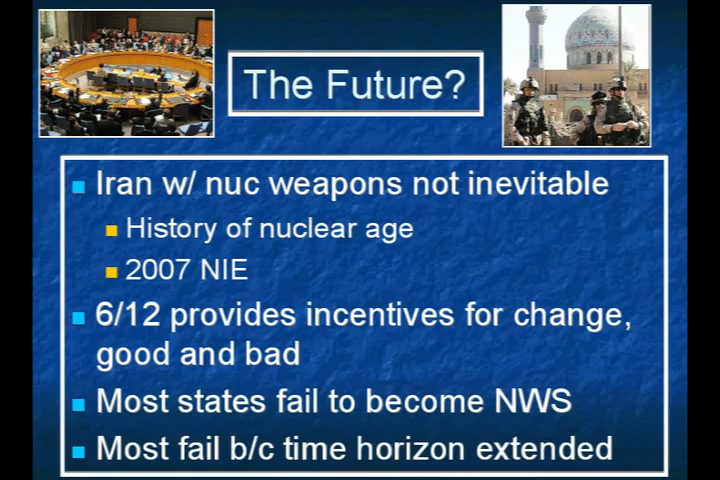 The Future?
Iran w/ nuc weapons not inevitable
History of nuclear age
2007 NIE
6/12 provides incentives for change,
good and bad
Most states fail to become NWS
Most fail b/c time horizon extended